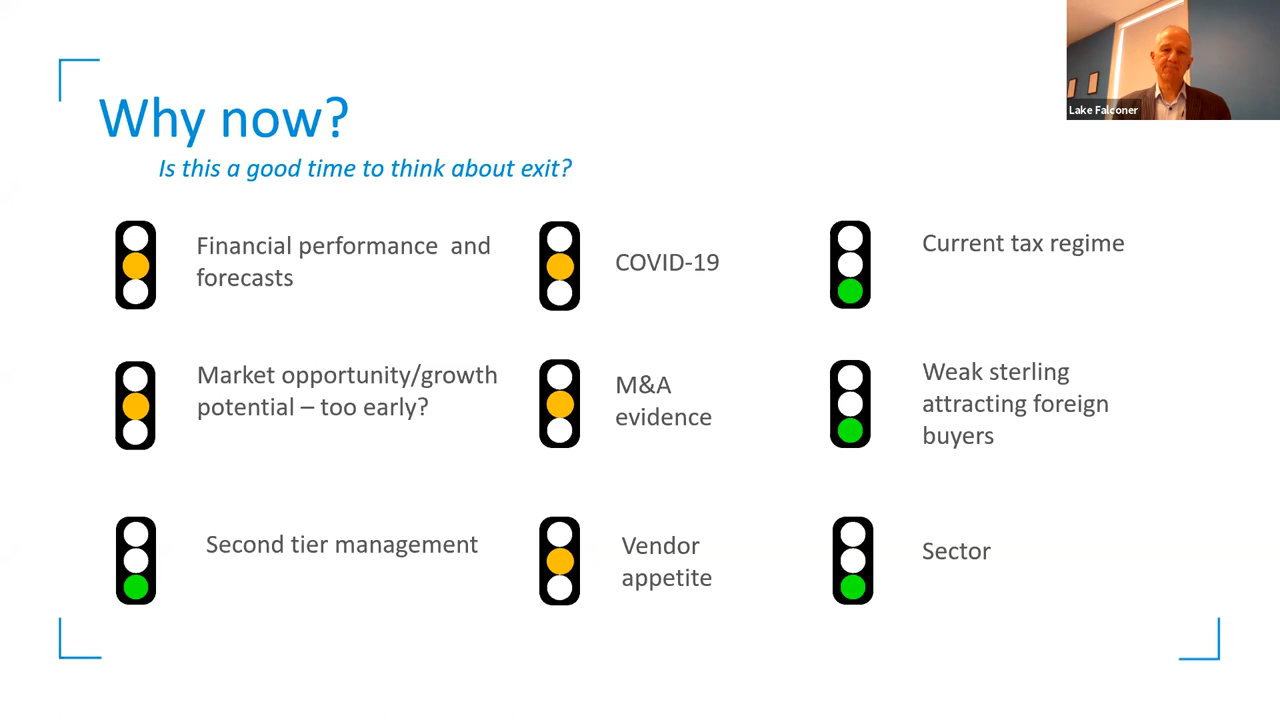 Why now?
Is this a good time to think about exit?
Lake Falconer
Financial performance  and
forecasts
COVID-19
Current tax regime
Market opportunity/growth
potential – too early?
M&A
evidence
Weak sterling
attracting foreign
buyers
Second tier management
Vendor
appetite
Sector